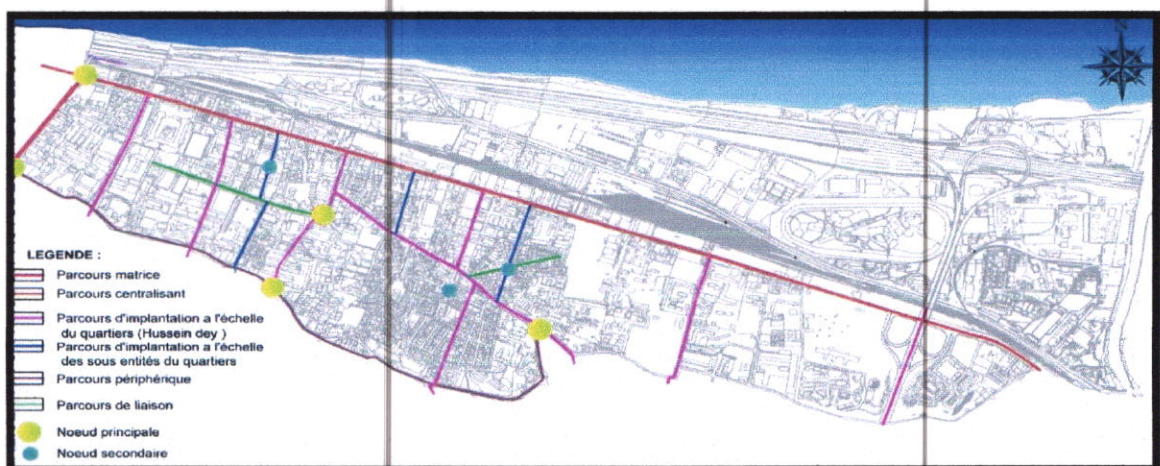 LEGENDE :
Parcours matrice
Parcours centralisant
Parcours d'implantation a l'échelle
du quartiers (Hussein dey )
Parcours d'implantation a l'échelle
des sous entités du quartiers
Parcours périphérique
Parcours de liaison
Noeud principale
Noeud secondaire